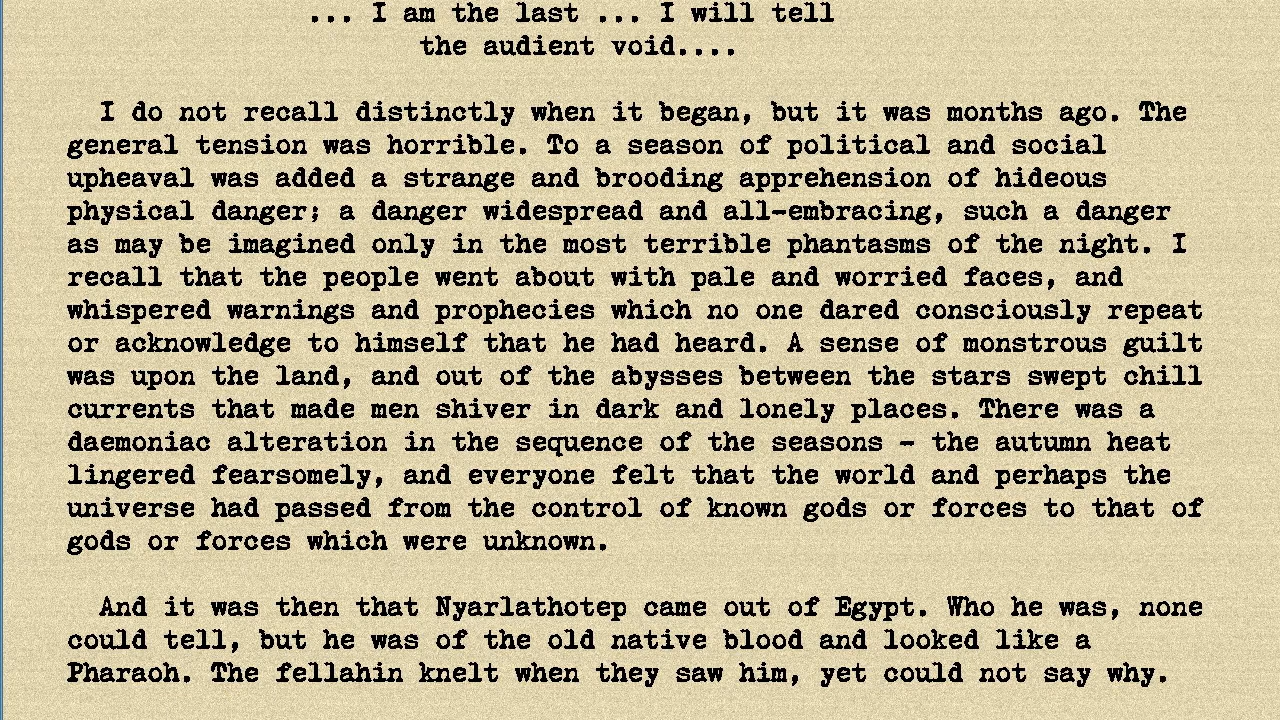 ... I am the last ... I will tell
the audient void....
I do not recall distinctly when it began, but it was months ago. The
general tension was horrible. To a season of political and social
upheaval was added a strange and brooding apprehension of hideous
physical danger; a danger widespread and all-embracing, such a danger
as may be imagined only in the most terrible phantasms of the night. I
recall that the people went about with pale and worried faces, and
whispered warnings and prophecies which no one dared consciously repeat
or acknowledge to himself that he had heard. A sense of monstrous guilt
was upon the land, and out of the abysses between the stars swept chill
currents that made men shiver in dark and lonely places. There was a
daemoniac alteration in the sequence of the seasons - the autumn heat
lingered fearsomely, and everyone felt that the world and perhaps the
universe had passed from the control of known gods or forces to that of
gods or forces which were unknown.
And it was then that Nyarlathotep came out of Egypt. Who he was, none
could tell, but he was of the old native blood and looked like a
Pharaoh. The fellahin knelt when they saw him, yet could not say why.